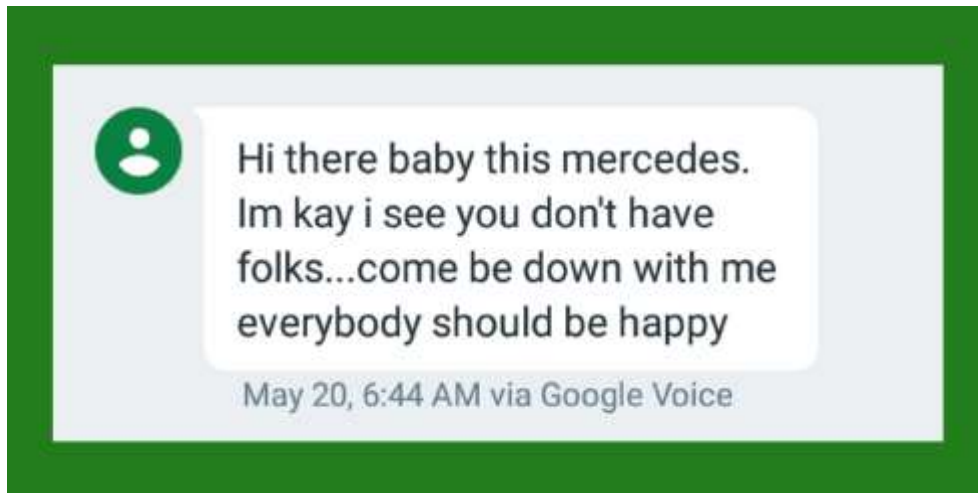 Hi there baby this mercedes.
Im kay i see you don't have
folks...come be down with me
everybody should be happy
May 20, 6:44 AM via Google Voice